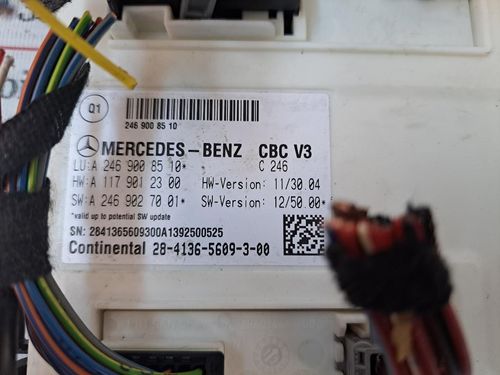 Q1
246 900 85 10
MERCEDES-BENZ CBC V3
LU:A 246 900 85 10* C 246
HW:A 117 901 23 00 HW-Version: 11/30.04
SW:A 246 902 70 01* SW-Version: 12/50.00*
*valid up to potential SW update
SN: 2841365609300A1392500525
Continental 28-4136-5609-3-00